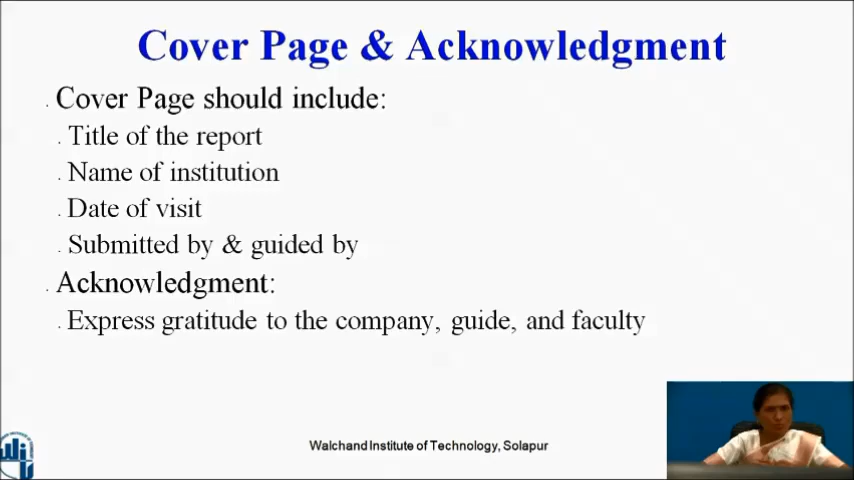 Cover Page & Acknowledgment
. Cover Page should include:
. Title of the report
. Name of institution
. Date of visit
. Submitted by & guided by
. Acknowledgment:
. Express gratitude to the company, guide, and faculty
Walchand Institute of Technology, Solapur